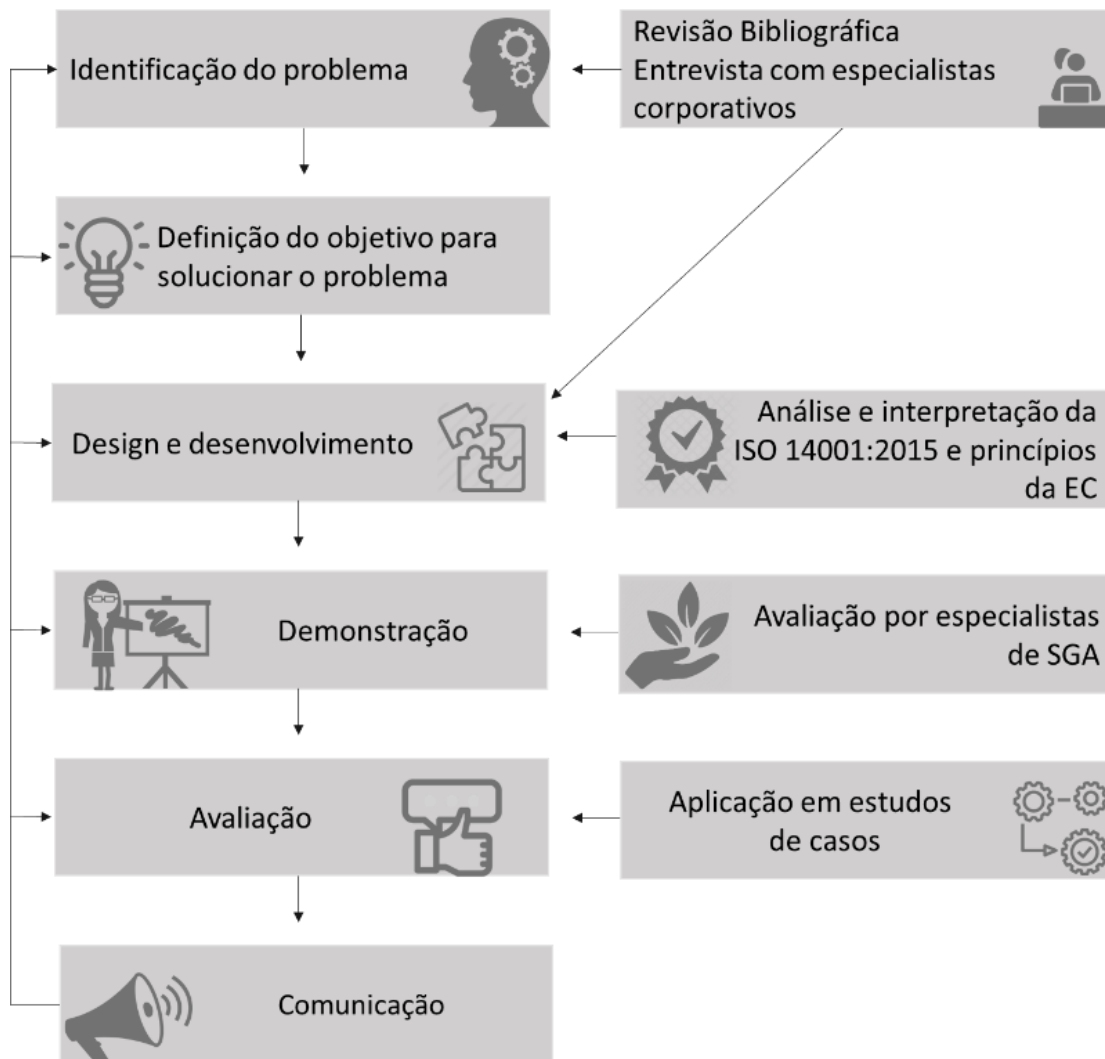 Identificação do problema
Revisão Bibliográfica
Entrevista com especialistas
corporativos
Definição do objetivo para
solucionar o problema
Design e desenvolvimento
Análise e interpretação da
ISO 14001:2015 e princípios
da EC
Demonstração
Avaliação por especialistas
de SGA
Avaliação
Aplicação em estudos
de casos
Comunicação